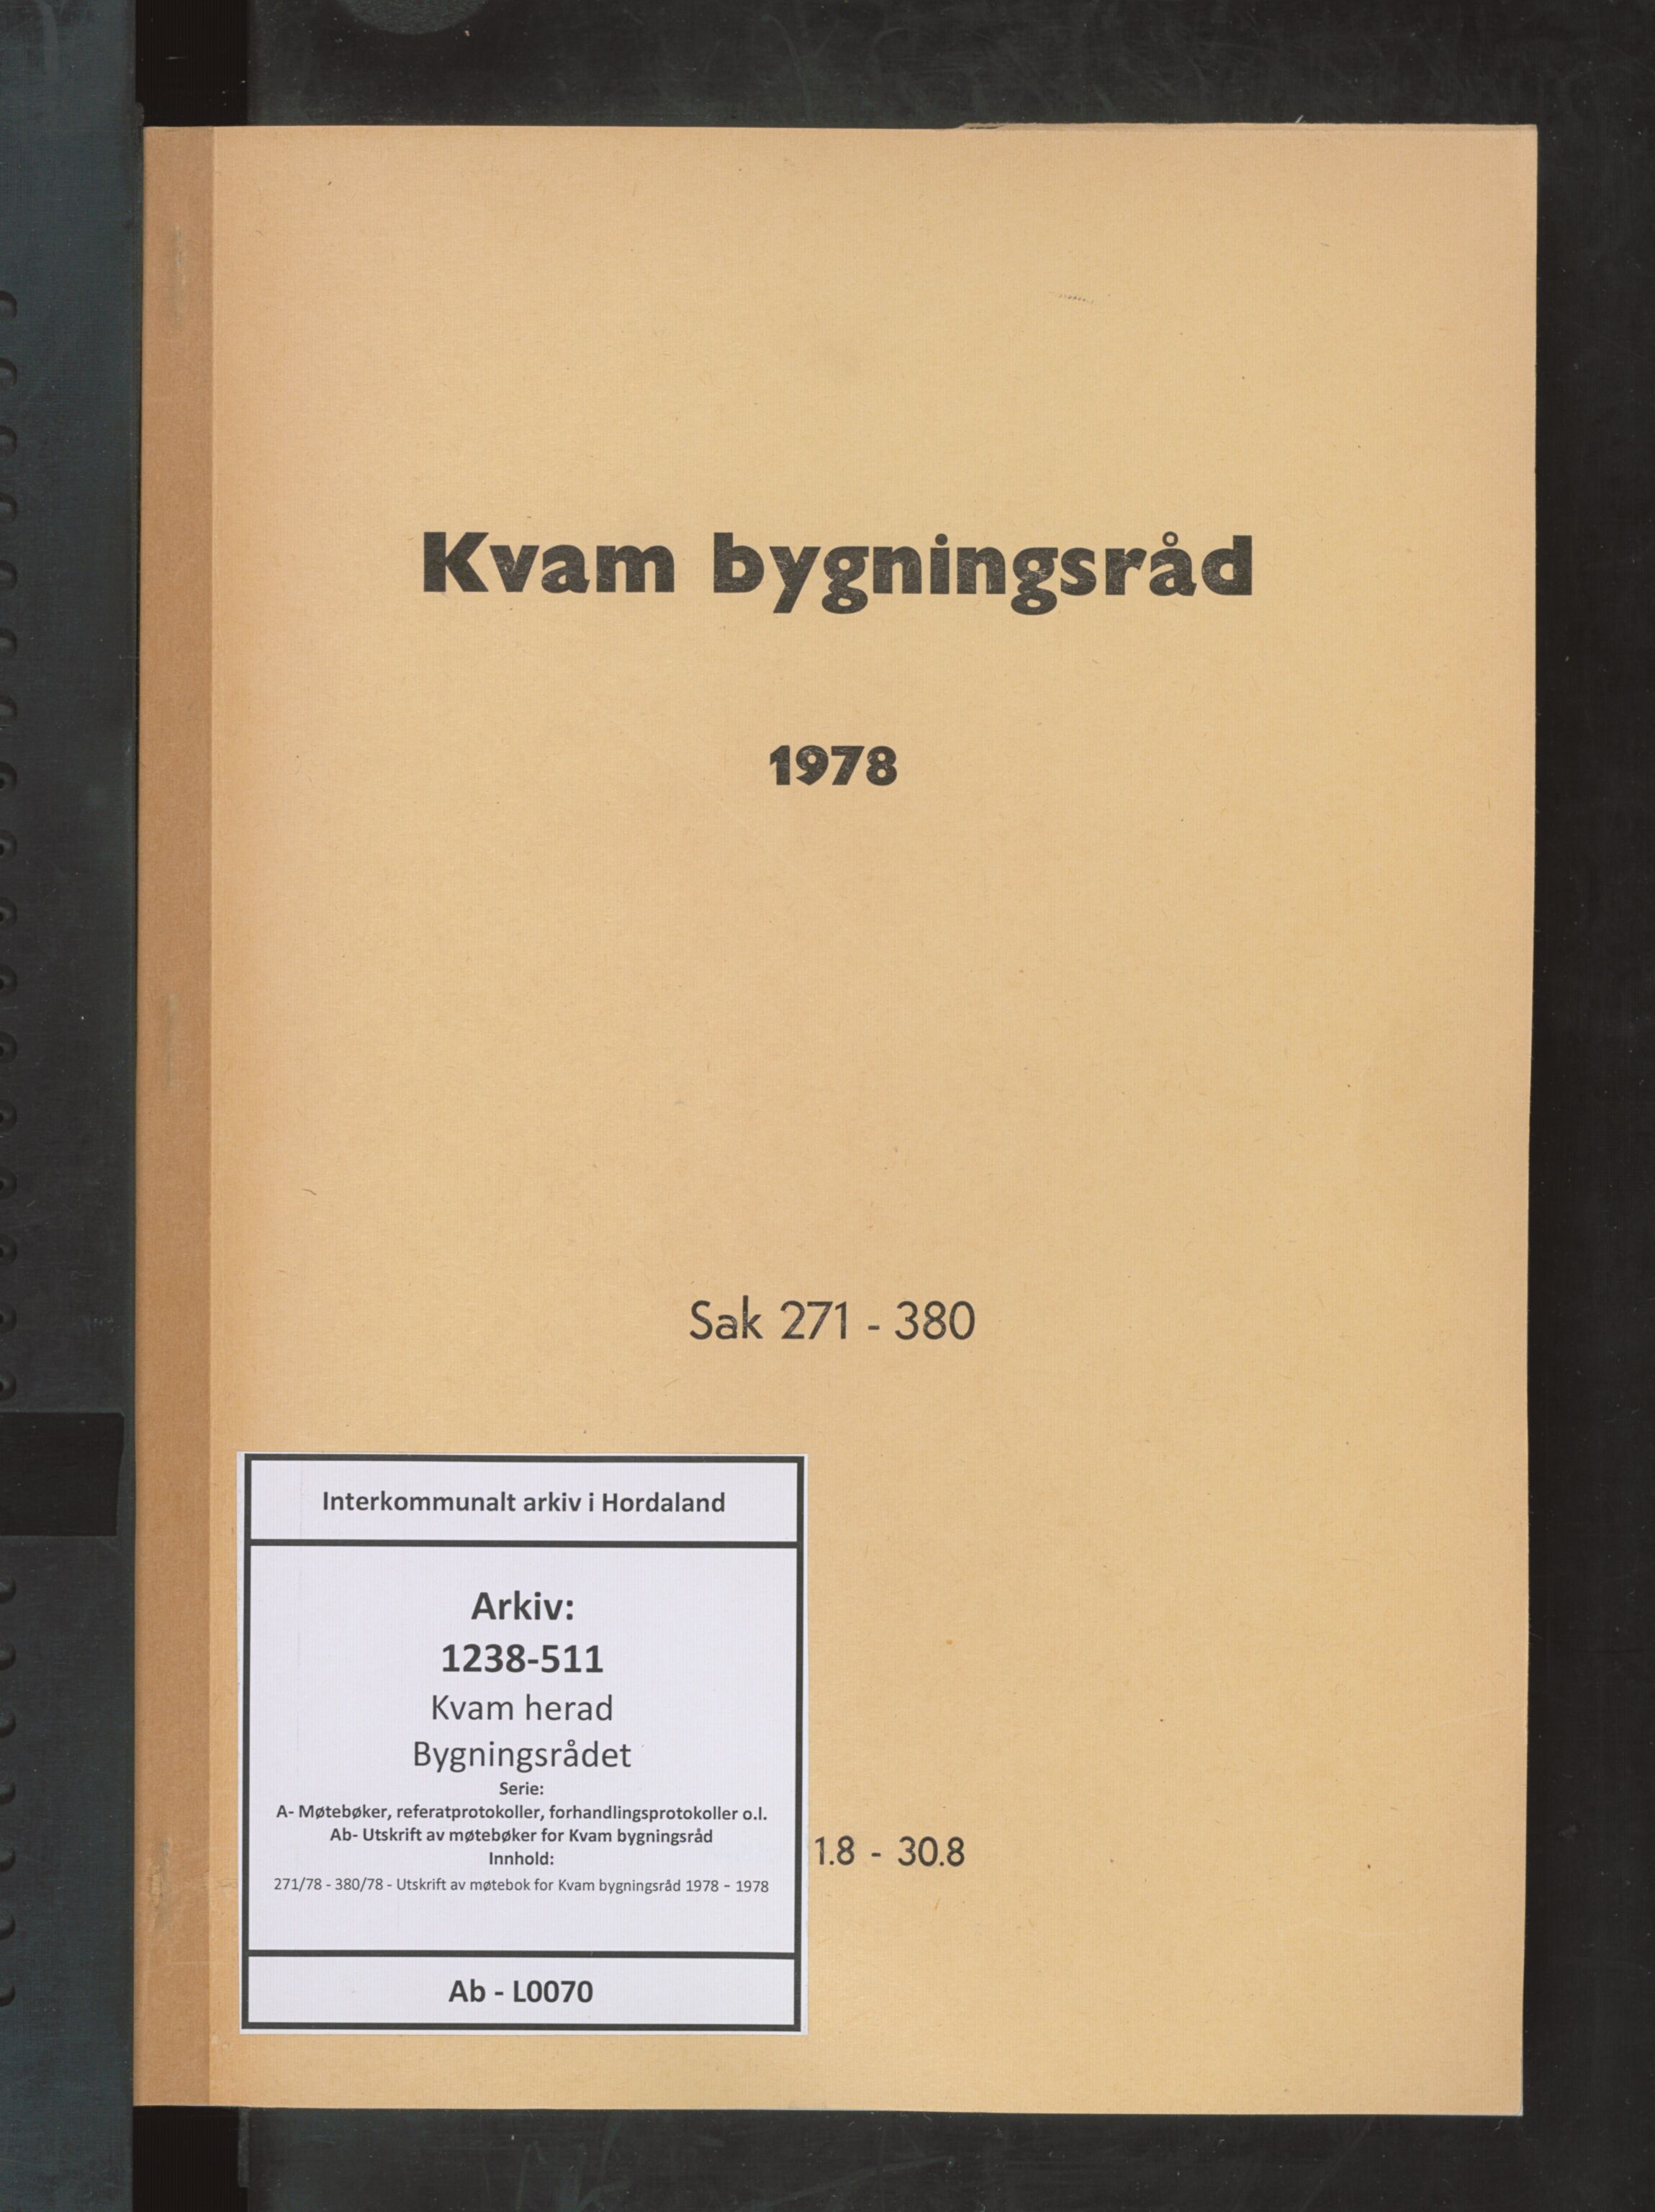 Kvam bygningsråd
1978
Sak 271 - 380
Interkommunalt arkiv i Hordaland
Arkiv:
1238-511
Kvam herad
Bygningsrådet
Serie:
A- Møtebøker, referatprotokoller, forhandlingsprotokoller o.l.
Ab- Utskrift av møtebøker for Kvam bygningsråd
Innhold:
271/78 - 380/78 - Utskrift av møtebok for Kvam bygningsråd 1978 - 1978
Ab - L0070
1.8 - 30.8